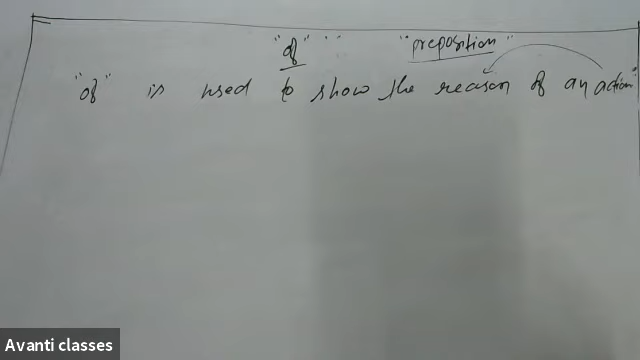 "of" "preposition"
"of" is used to show the reason of an action"
Avanti classes